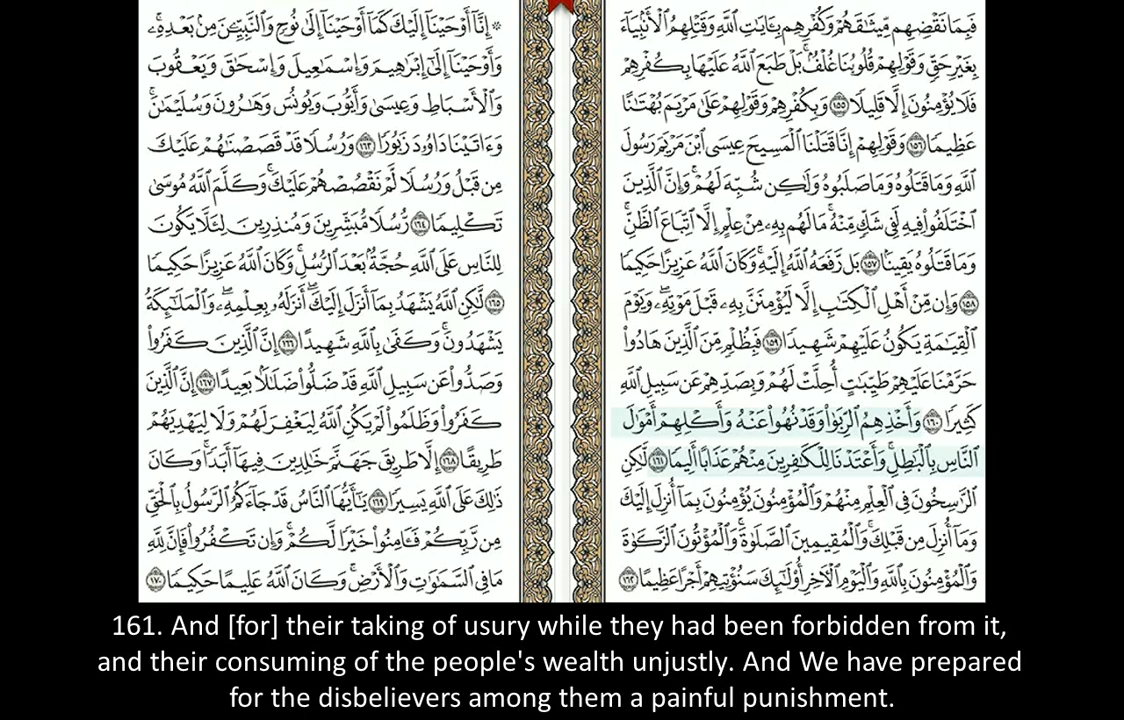 فَبِمَا نَقْضِهِم مِّيثَٰقَهُمْ وَكُفْرِهِم بِـَٔايَٰتِ ٱللَّهِ وَقَتْلِهِمُ ٱلْأَنۢبِيَآءَ
بِغَيْرِ حَقٍّ وَقَوْلِهِمْ قُلُوبُنَا غُلْفٌۢ ۚ بَلْ طَبَعَ ٱللَّهُ عَلَيْهَا بِكُفْرِهِمْ
فَلَا يُؤْمِنُونَ إِلَّا قَلِيلًا ١٥٥ وَبِكُفْرِهِمْ وَقَوْلِهِمْ عَلَىٰ مَرْيَمَ بُهْتَٰنًا
عَظِيمًا ١٥٦ وَقَوْلِهِمْ إِنَّا قَتَلْنَا ٱلْمَسِيحَ عِيسَى ٱبْنَ مَرْيَمَ رَسُولَ
ٱللَّهِ وَمَا قَتَلُوهُ وَمَا صَلَبُوهُ وَلَٰكِن شُبِّهَ لَهُمْ ۚ وَإِنَّ ٱلَّذِينَ
ٱخْتَلَفُوا۟ فِيهِ لَفِى شَكٍّ مِّنْهُ ۚ مَا لَهُم بِهِۦ مِنْ عِلْمٍ إِلَّا ٱتِّبَاعَ ٱلظَّنِّ ۚ
وَمَا قَتَلُوهُ يَقِينًۢا ١٥٧ بَل رَّفَعَهُ ٱللَّهُ إِلَيْهِ ۚ وَكَانَ ٱللَّهُ عَزِيزًا حَكِيمًا
١٥٨ وَإِن مِّنْ أَهْلِ ٱلْكِتَٰبِ إِلَّا لَيُؤْمِنَنَّ بِهِۦ قَبْلَ مَوْتِهِۦ ۖ وَيَوْمَ
ٱلْقِيَٰمَةِ يَكُونُ عَلَيْهِمْ شَهِيدًا ١٥٩ فَبِظُلْمٍ مِّنَ ٱلَّذِينَ هَادُوا۟
حَرَّمْنَا عَلَيْهِمْ طَيِّبَٰتٍ أُحِلَّتْ لَهُمْ وَبِصَدِّهِمْ عَن سَبِيلِ ٱللَّهِ
كَثِيرًا ١٦٠ وَأَخْذِهِمُ ٱلرِّبَوٰا۟ وَقَدْ نُهُوا۟ عَنْهُ وَأَكْلِهِمْ أَمْوَٰلَ
ٱلنَّاسِ بِٱلْبَٰطِلِ ۚ وَأَعْتَدْنَا لِلْكَٰفِرِينَ مِنْهُمْ عَذَابًا أَلِيمًا ١٦١ لَّٰكِنِ
ٱلرَّٰسِخُونَ فِى ٱلْعِلْمِ مِنْهُمْ وَٱلْمُؤْمِنُونَ يُؤْمِنُونَ بِمَآ أُنزِلَ إِلَيْكَ
وَمَآ أُنزِلَ مِن قَبْلِكَ ۚ وَٱلْمُقِيمِينَ ٱلصَّلَوٰةَ ۚ وَٱلْمُؤْتُونَ ٱلزَّكَوٰةَ
وَٱلْمُؤْمِنُونَ بِٱللَّهِ وَٱلْيَوْمِ ٱلْءَاخِرِ أُو۟لَٰٓئِكَ سَنُؤْتِيهِمْ أَجْرًا عَظِيمًا ١٦٢
۞ إِنَّآ أَوْحَيْنَآ إِلَيْكَ كَمَآ أَوْحَيْنَآ إِلَىٰ نُوحٍ وَٱلنَّبِيِّـۧنَ مِنۢ بَعْدِهِۦ ۚ
وَأَوْحَيْنَآ إِلَىٰٓ إِبْرَٰهِيمَ وَإِسْمَٰعِيلَ وَإِسْحَٰقَ وَيَعْقُوبَ
وَٱلْأَسْبَاطِ وَعِيسَىٰ وَأَيُّوبَ وَيُونُسَ وَهَٰرُونَ وَسُلَيْمَٰنَ ۚ
وَءَاتَيْنَا دَاوُۥدَ زَبُورًا ١٦٣ وَرُسُلًا قَدْ قَصَصْنَٰهُمْ عَلَيْكَ
مِن قَبْلُ وَرُسُلًا لَّمْ نَقْصُصْهُمْ عَلَيْكَ ۚ وَكَلَّمَ ٱللَّهُ مُوسَىٰ
تَكْلِيمًا ١٦٤ رُّسُلًا مُّبَشِّرِينَ وَمُنذِرِينَ لِئَلَّا يَكُونَ
لِلنَّاسِ عَلَى ٱللَّهِ حُجَّةٌۢ بَعْدَ ٱلرُّسُلِ ۚ وَكَانَ ٱللَّهُ عَزِيزًا حَكِيمًا
١٦٥ لَّٰكِنِ ٱللَّهُ يَشْهَدُ بِمَآ أَنزَلَ إِلَيْكَ ۖ أَنزَلَهُۥ بِعِلْمِهِۦ ۖ وَٱلْمَلَٰٓئِكَةُ
يَشْهَدُونَ ۚ وَكَفَىٰ بِٱللَّهِ شَهِيدًا ١٦٦ إِنَّ ٱلَّذِينَ كَفَرُوا۟
وَصَدُّوا۟ عَن سَبِيلِ ٱللَّهِ قَدْ ضَلُّوا۟ ضَلَٰلًۢا بَعِيدًا ١٦٧ إِنَّ ٱلَّذِينَ
كَفَرُوا۟ وَظَلَمُوا۟ لَمْ يَكُنِ ٱللَّهُ لِيَغْفِرَ لَهُمْ وَلَا لِيَهْدِيَهُمْ
طَرِيقًا ١٦٨ إِلَّا طَرِيقَ جَهَنَّمَ خَٰلِدِينَ فِيهَآ أَبَدًا ۚ وَكَانَ
ذَٰلِكَ عَلَى ٱللَّهِ يَسِيرًا ١٦٩ يَٰٓأَيُّهَا ٱلنَّاسُ قَدْ جَآءَكُمُ ٱلرَّسُولُ بِٱلْحَقِّ
مِن رَّبِّكُمْ فَـَٔامِنُوا۟ خَيْرًا لَّكُمْ ۚ وَإِن تَكْفُرُوا۟ فَإِنَّ لِلَّهِ
مَا فِى ٱلسَّمَٰوَٰتِ وَٱلْأَرْضِ ۚ وَكَانَ ٱللَّهُ عَلِيمًا حَكِيمًا ١٧٠
161. And [for] their taking of usury while they had been forbidden from it,
and their consuming of the people's wealth unjustly. And We have prepared
for the disbelievers among them a painful punishment.